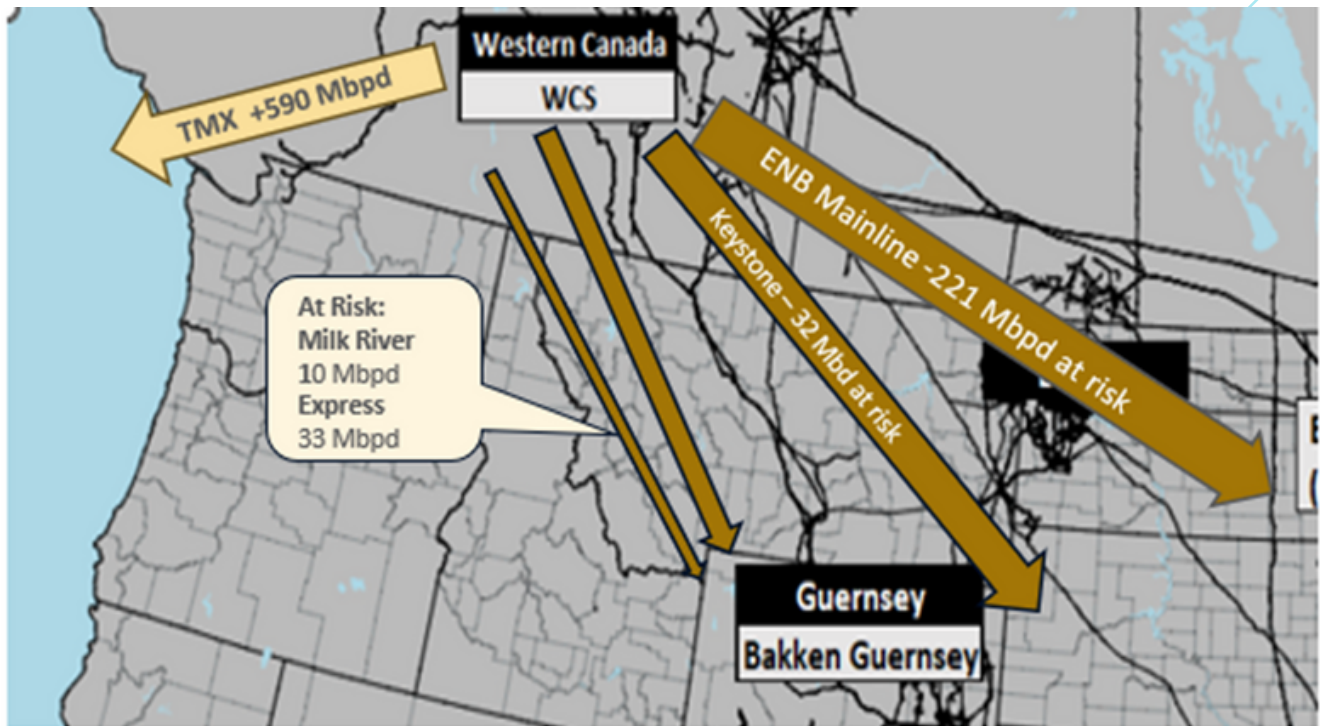 Western Canada
WCS
TMX +590 Mbpd
ENB Mainline -221 Mbpd at risk
Keystone – 32 Mbd at risk
At Risk:
Milk River
10 Mbpd
Express
33 Mbpd
Guernsey
Bakken Guernsey